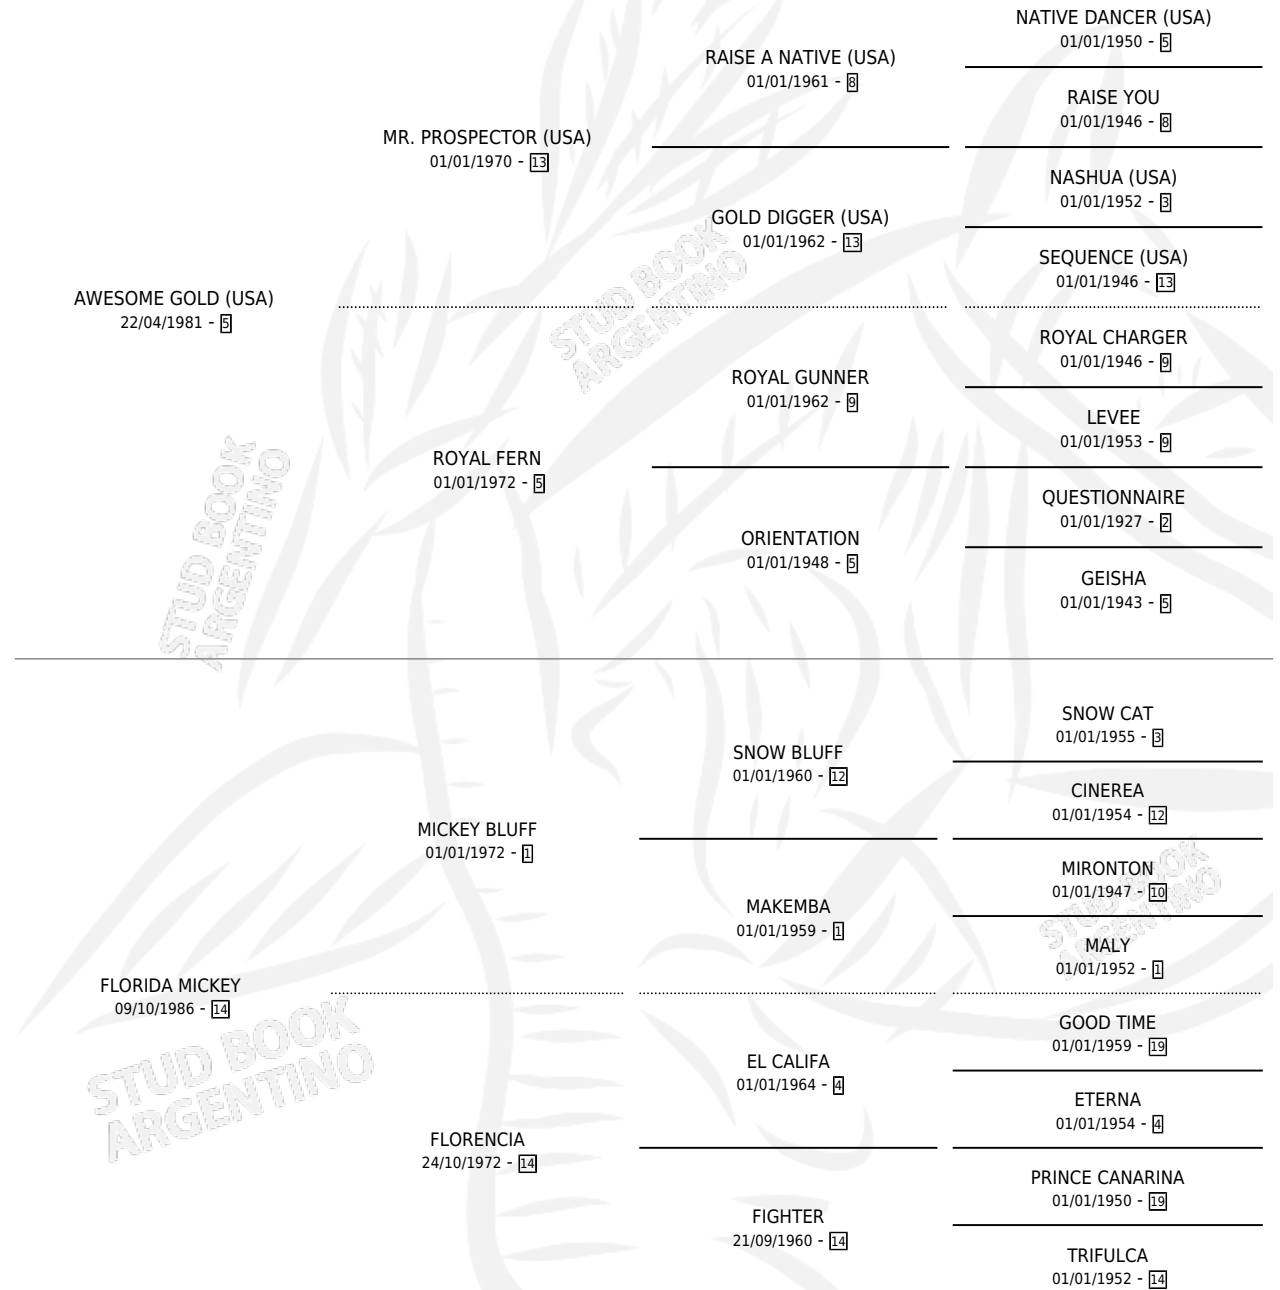 NATIVE DANCER (USA)
01/01/1950 - 5
RAISE A NATIVE (USA)
01/01/1961 - 8
RAISE YOU
01/01/1946 - 8
MR. PROSPECTOR (USA)
01/01/1970 - 13
NASHUA (USA)
01/01/1952 - 3
GOLD DIGGER (USA)
01/01/1962 - 13
SEQUENCE (USA)
01/01/1946 - 13
AWESOME GOLD (USA)
22/04/1981 - 5
STUD BOOK
ARGENTINO
ROYAL CHARGER
01/01/1946 - 9
ROYAL GUNNER
01/01/1962 - 9
LEVEE
01/01/1953 - 9
ROYAL FERN
01/01/1972 - 5
QUESTIONNAIRE
01/01/1927 - 2
ORIENTATION
01/01/1948 - 5
GEISHA
01/01/1943 - 5
STUD BOOK
ARGENTINO
SNOW CAT
01/01/1955 - 3
SNOW BLUFF
01/01/1960 - 12
CINEREA
01/01/1954 - 12
MICKEY BLUFF
01/01/1972 - 1
MIRONTON
01/01/1947 - 10
MAKEMBA
01/01/1959 - 1
MALY
01/01/1952 - 1
STUD BOOK
ARGENTINO
FLORIDA MICKEY
09/10/1986 - 14
STUD BOOK
ARGENTINO
GOOD TIME
01/01/1959 - 19
EL CALIFA
01/01/1964 - 4
ETERNA
01/01/1954 - 4
FLORENCIA
24/10/1972 - 14
PRINCE CANARINA
01/01/1950 - 19
FIGHTER
21/09/1960 - 14
TRIFULCA
01/01/1952 - 14